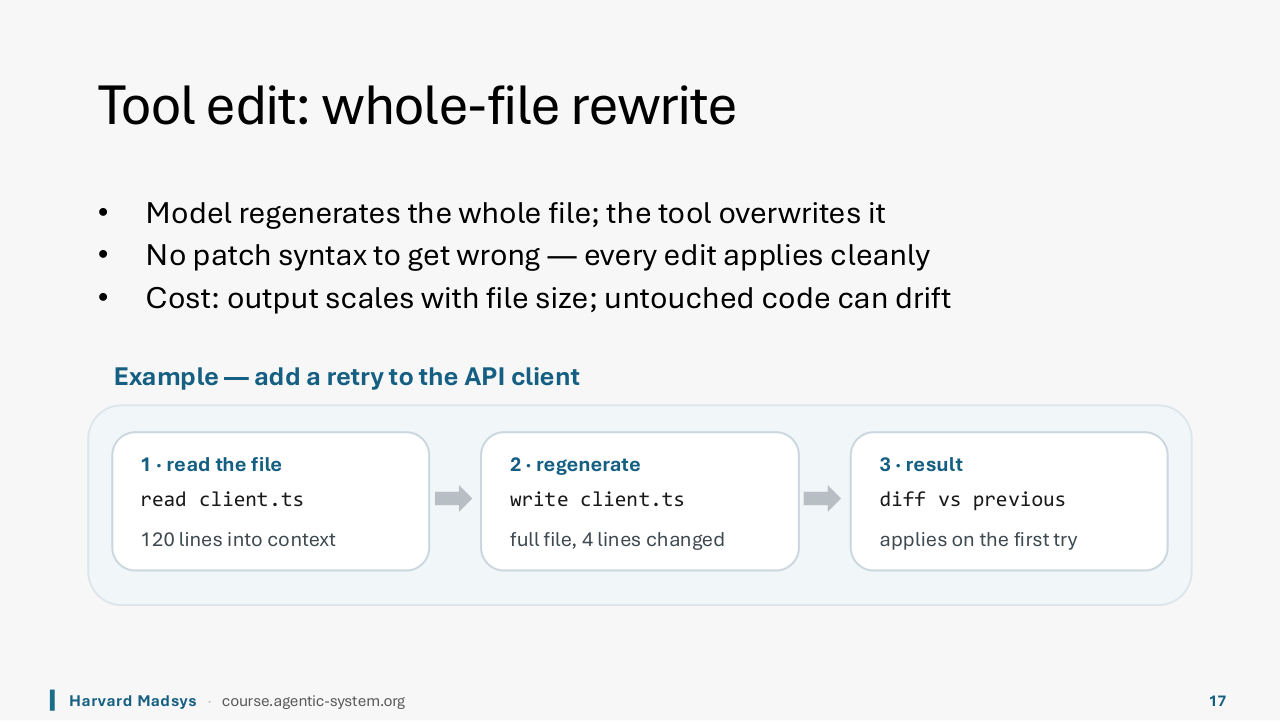 Tool edit: whole-file rewrite
• Model regenerates the whole file; the tool overwrites it
• No patch syntax to get wrong — every edit applies cleanly
• Cost: output scales with file size; untouched code can drift
Example — add a retry to the API client
1 · read the file
read client.ts
120 lines into context
2 · regenerate
write client.ts
full file, 4 lines changed
3 · result
diff vs previous
applies on the first try
Harvard Madsys · course.agentic-system.org
17